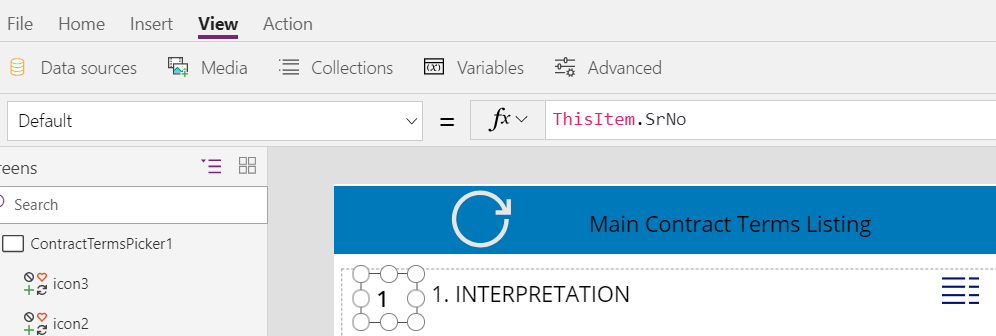 File Home Insert View Action
Data sources Media Collections Variables Advanced
Default = fx ThisItem.SrNo
reens
Search
Main Contract Terms Listing
ContractTermsPicker1
icon3
1 1. INTERPRETATION
icon2